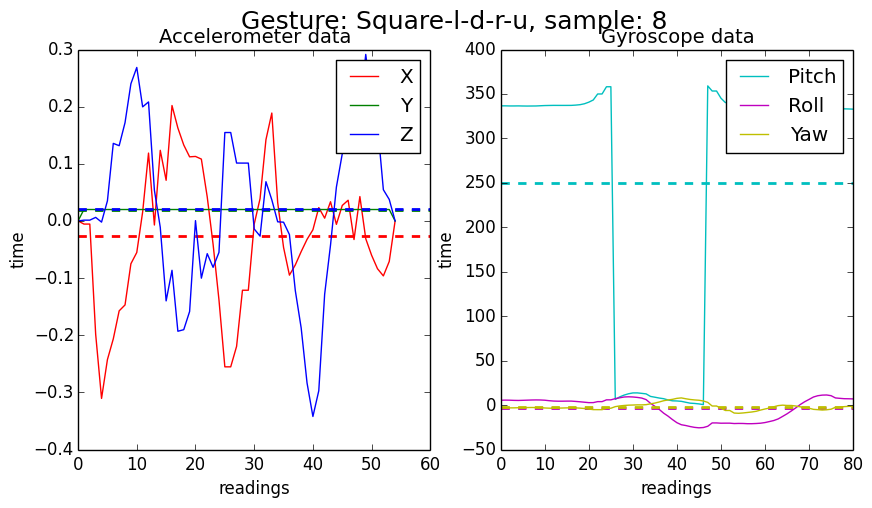 Gesture: Square-l-d-r-u, sample: 8
Accelerometer data
0.3
0.2
0.1
0.0
−0.1
−0.2
−0.3
−0.4
time
0
10
20
30
40
50
60
readings
X
Y
Z
Gyroscope data
400
350
300
250
200
150
100
50
0
−50
time
0
10
20
30
40
50
60
70
80
readings
Pitch
Roll
Yaw